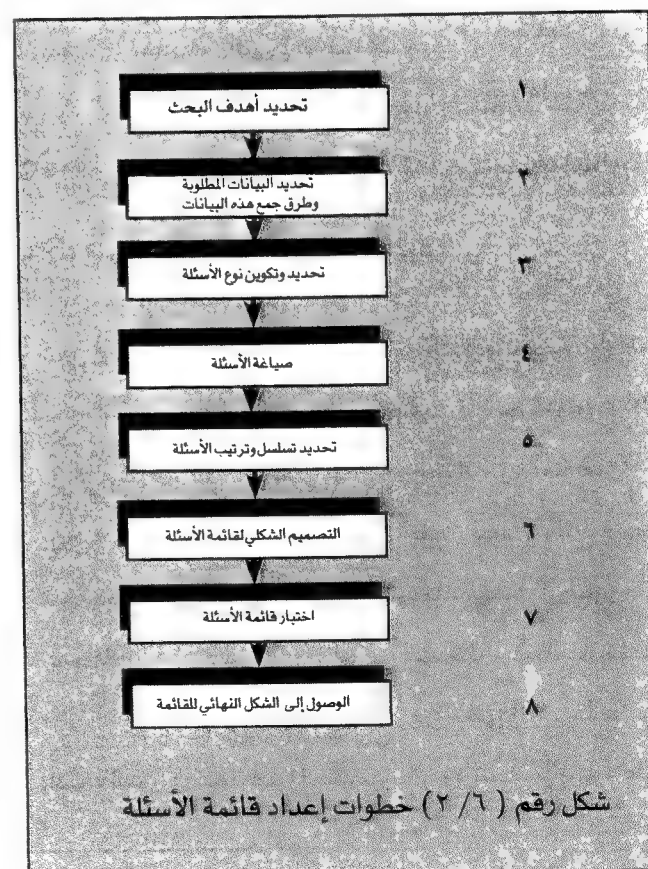 ١
تحديد أهدف البحث
٢
تحديد البيانات المطلوبة
وطرق جمع هذه البيانات
٣
تحديد وتكوين نوع الأسئلة
٤
صياغة الأسئلة
٥
تحديد تسلسل وترتيب الأسئلة
٦
التصميم الشكلي لقائمة الأسئلة
٧
اختبار قائمة الأسئلة
٨
الوصول إلى الشكل النهائي للقائمة
شكل رقم ( ٦/ ٢ ) خطوات إعداد قائمة الأسئلة